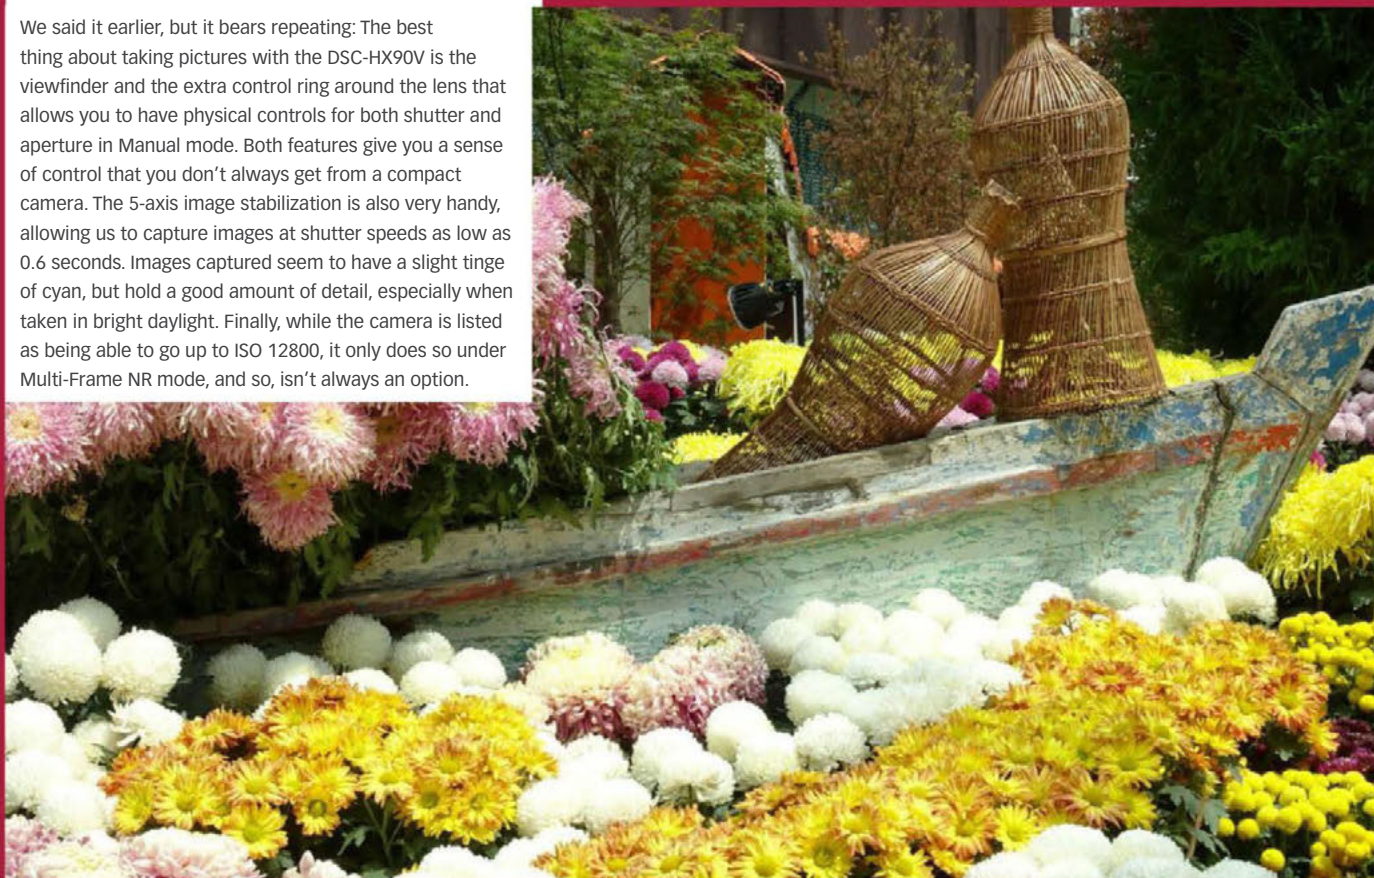 We said it earlier, but it bears repeating: The best
thing about taking pictures with the DSC-HX90V is the
viewfinder and the extra control ring around the lens that
allows you to have physical controls for both shutter and
aperture in Manual mode. Both features give you a sense
of control that you don’t always get from a compact
camera. The 5-axis image stabilization is also very handy,
allowing us to capture images at shutter speeds as low as
0.6 seconds. Images captured seem to have a slight tinge
of cyan, but hold a good amount of detail, especially when
taken in bright daylight. Finally, while the camera is listed
as being able to go up to ISO 12800, it only does so under
Multi-Frame NR mode, and so, isn’t always an option.